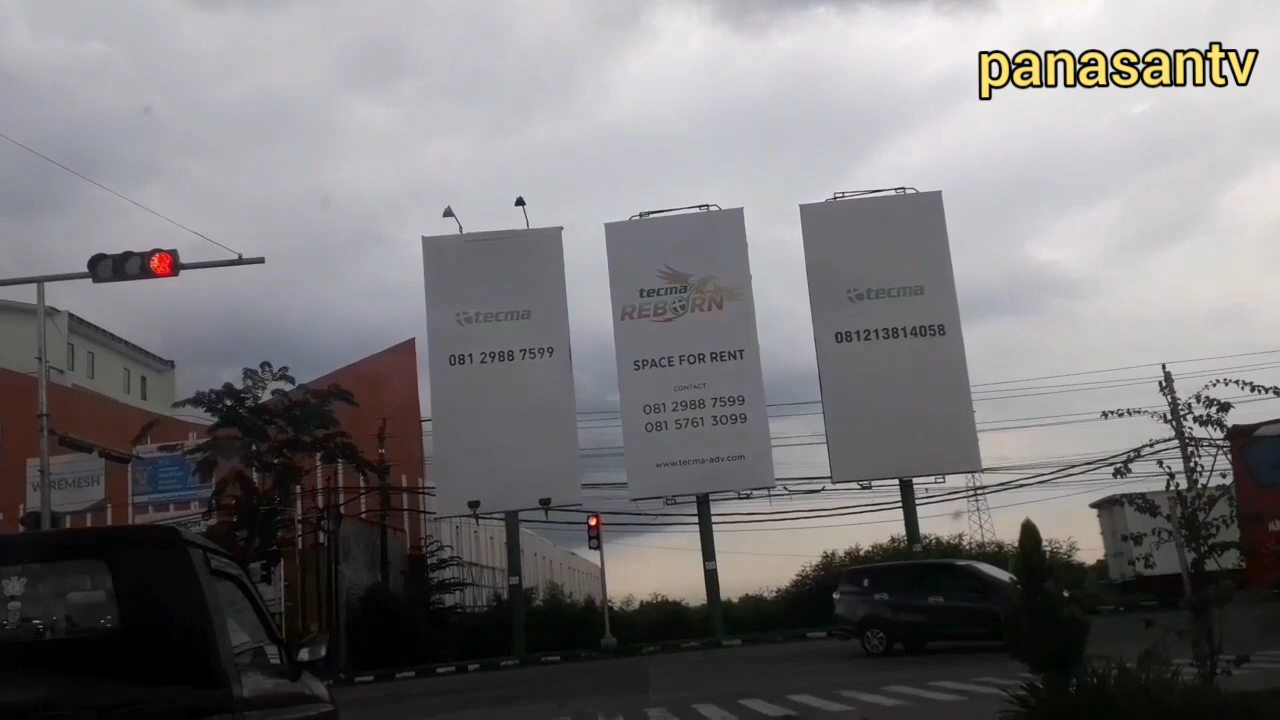 panasantv
tecma
081 2988 7599
tecma
REBORN
SPACE FOR RENT
CONTACT
081 2988 7599
081 5761 3099
www.tecma-adv.com
tecma
081213814058
WIREMESH